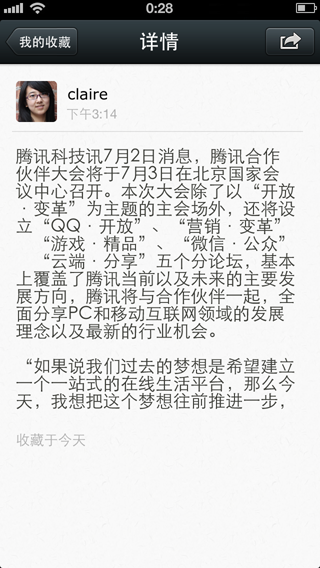 0:28
我的收藏
详情
claire
下午3:14
腾讯科技讯7月2日消息，腾讯合作
伙伴大会将于7月3日在北京国家会
议中心召开。本次大会除了以“开放
·变革”为主题的主会场外，还将设
立“QQ·开放”、“营销·变革”
“游戏·精品”、“微信·公众”
“云端·分享”五个分论坛，基本
上覆盖了腾讯当前以及未来的主要发
展方向，腾讯将与合作伙伴一起，全
面分享PC和移动互联网领域的发展
理念以及最新的行业机会。
“如果说我们过去的梦想是希望建立
一个一站式的在线生活平台，那么今
天，我想把这个梦想往前推进一步，
收藏于今天